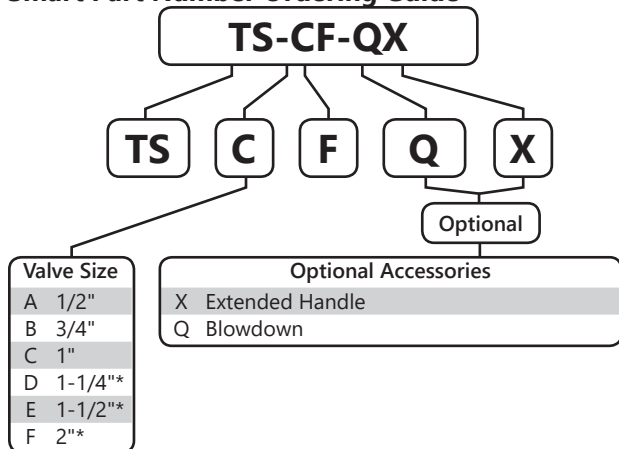 Smart Part Number Ordering Guide
TS-CF-QX
TS C F Q X
Optional
Valve Size
A 1/2"
B 3/4"
C 1"
D 1-1/4"*
E 1-1/2"*
F 2"*
Optional Accessories
X Extended Handle
Q Blowdown